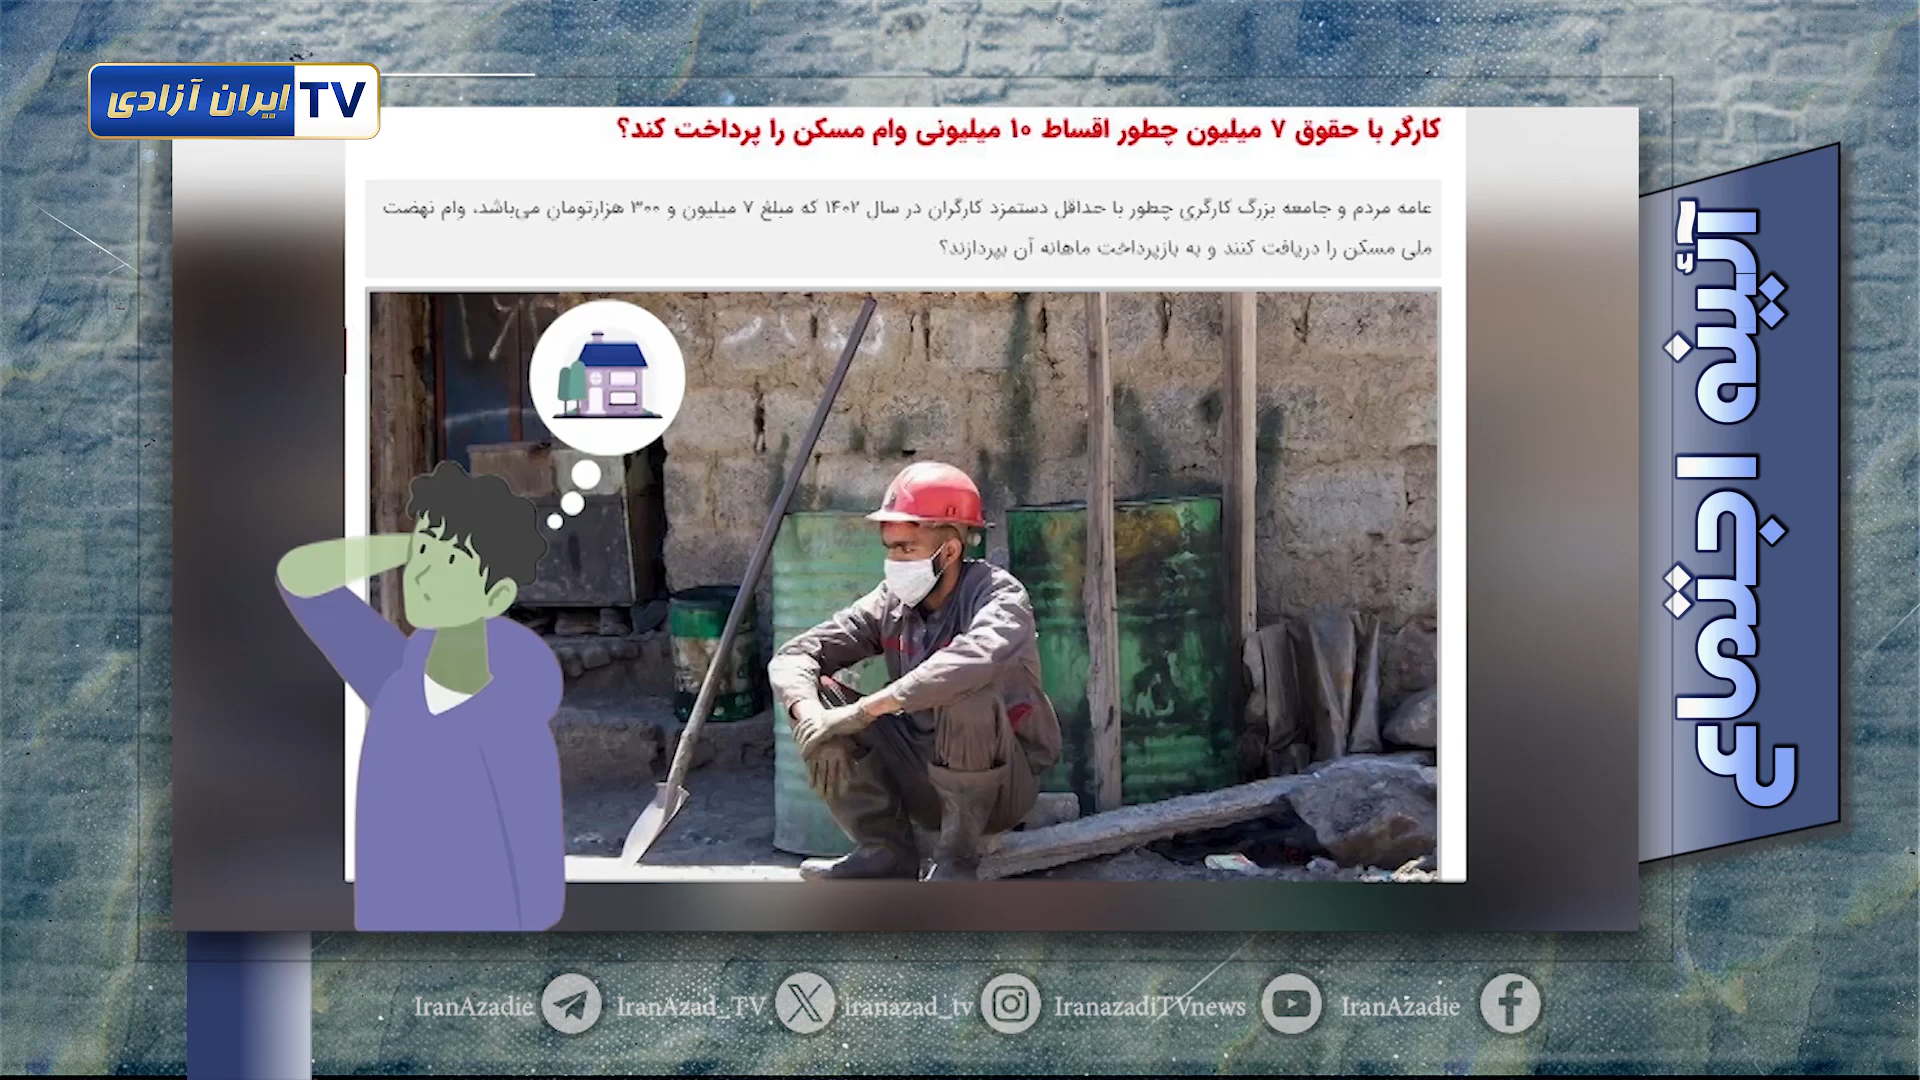 ایران آزادی TV
کارگر با حقوق ۷ میلیون چطور اقساط ۱۰ میلیونی وام مسکن را پرداخت کند؟
عامه مردم و جامعه بزرگ کارگری چطور با حداقل دستمزد کارگران در سال ۱۴۰۲ که مبلغ ۷ میلیون و ۳۰۰ هزارتومان می‌باشد، وام نهضت
ملی مسکن را دریافت کنند و به بازپرداخت ماهانه آن بپردازند؟
آئینه اجتماع
IranAzadie IranAzad_TV iranazad_tv IranazadiTVnews IranAzadie